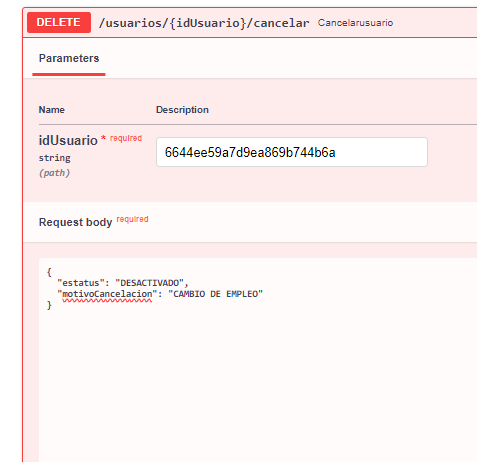 DELETE /usuarios/{idUsuario}/cancelar Cancelarusuario
Parameters
Name Description
idUsuario * required
string
(path)
6644ee59a7d9ea869b744b6a
Request body required
{
"estatus": "DESACTIVADO",
"motivoCancelacion": "CAMBIO DE EMPLEO"
}